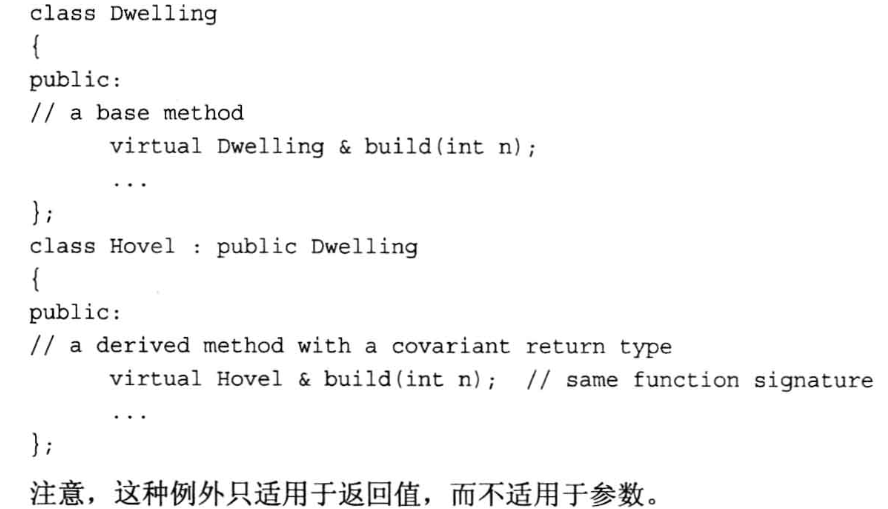 class Dwelling
{
public:
// a base method
virtual Dwelling & build(int n);
...
};
class Hovel : public Dwelling
{
public:
// a derived method with a covariant return type
virtual Hovel & build(int n); // same function signature
...
};
注意，这种例外只适用于返回值，而不适用于参数。